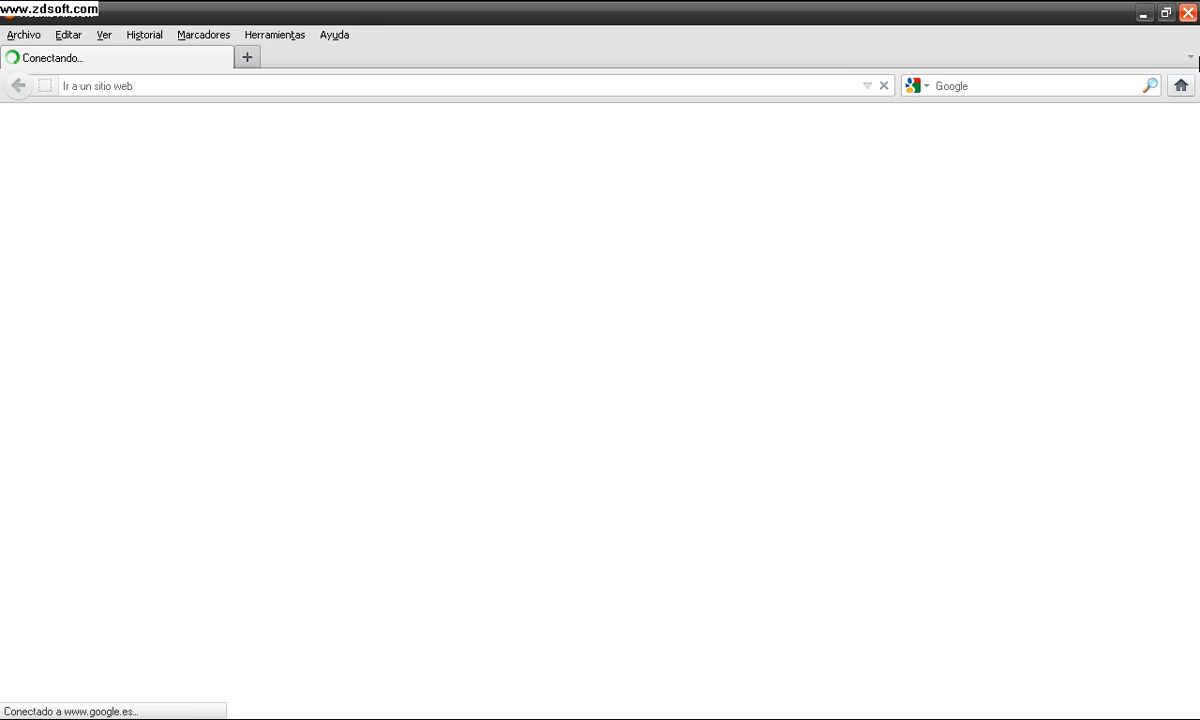 www.zdsoft.com
Archivo Editar Ver Historial Marcadores Herramientas Ayuda
Conectando...
Ir a un sitio web
Google
Conectado a www.google.es...